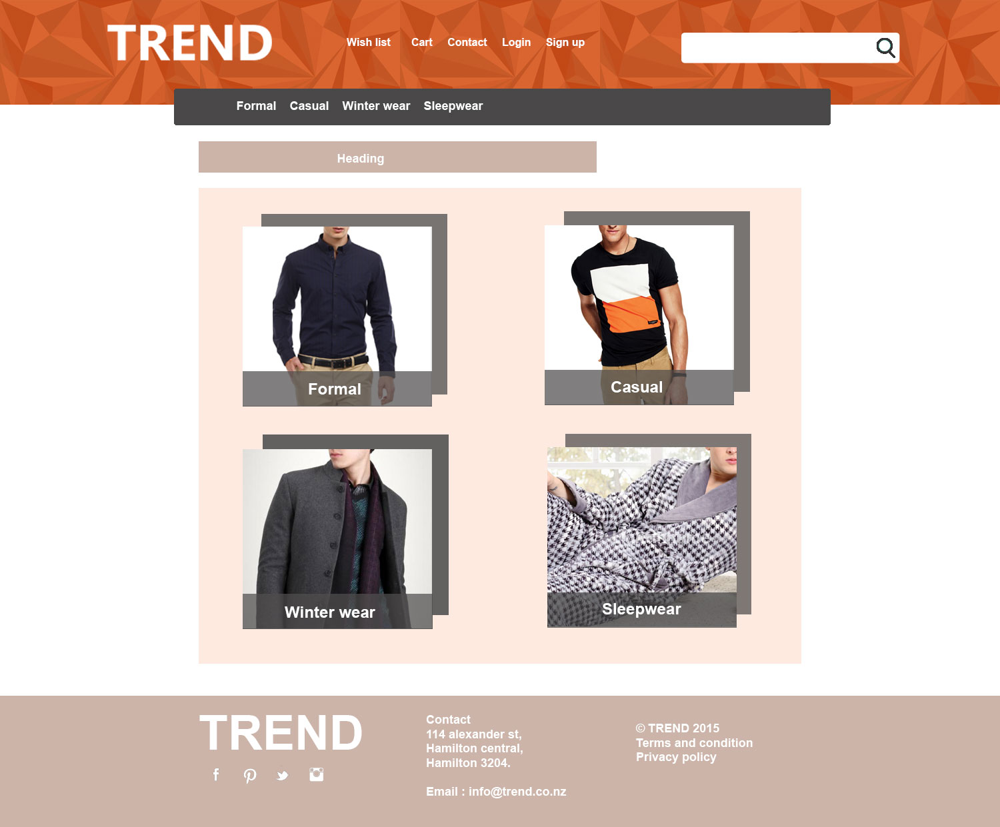 TREND
Wish list Cart Contact Login Sign up
Formal Casual Winter wear Sleepwear
Heading
Formal
Casual
Winter wear
Sleepwear
TREND
Contact
114 alexander st,
Hamilton central,
Hamilton 3204.
Email : info@trend.co.nz
© TREND 2015
Terms and condition
Privacy policy